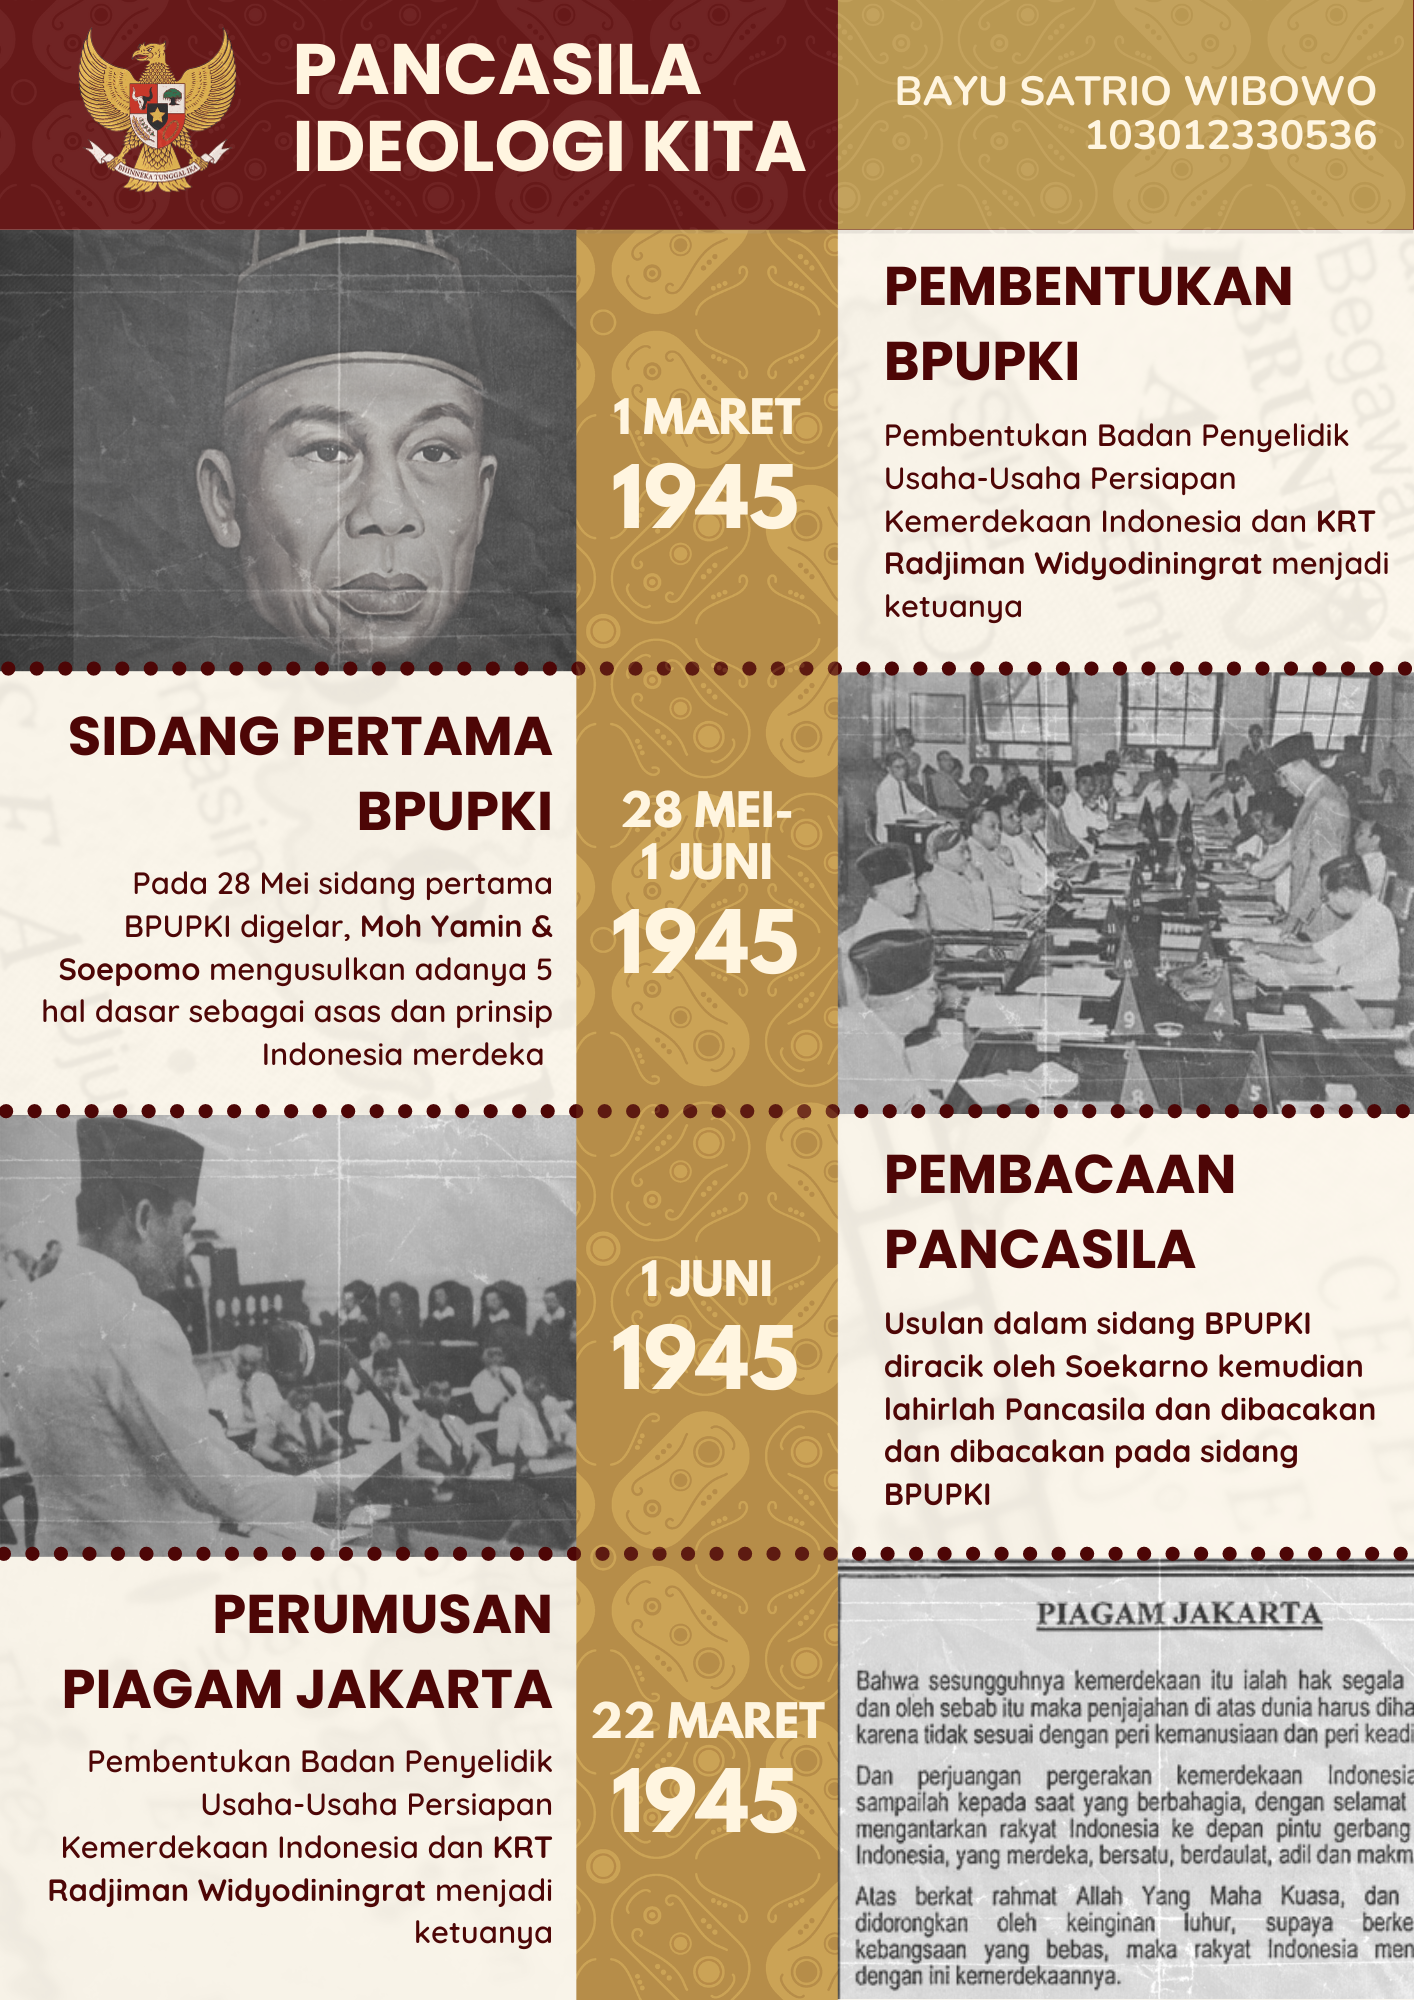 PANCASILA
IDEOLOGI KITA
BHINNEKA TUNGGAL IKA
BAYU SATRIO WIBOWO
103012330536
1 MARET
1945
PEMBENTUKAN
BPUPKI
Pembentukan Badan Penyelidik
Usaha-Usaha Persiapan
Kemerdekaan Indonesia dan KRT
Radjiman Widyodiningrat menjadi
ketuanya
SIDANG PERTAMA
BPUPKI
Pada 28 Mei sidang pertama
BPUPKI digelar, Moh Yamin &
Soepomo mengusulkan adanya 5
hal dasar sebagai asas dan prinsip
Indonesia merdeka
28 MEI-
1 JUNI
1945
9
4
8
5
1 JUNI
1945
PEMBACAAN
PANCASILA
Usulan dalam sidang BPUPKI
diracik oleh Soekarno kemudian
lahirlah Pancasila dan dibacakan
dan dibacakan pada sidang
BPUPKI
PERUMUSAN
PIAGAM JAKARTA
Pembentukan Badan Penyelidik
Usaha-Usaha Persiapan
Kemerdekaan Indonesia dan KRT
Radjiman Widyodiningrat menjadi
ketuanya
22 MARET
1945
PIAGAM JAKARTA
Bahwa sesungguhnya kemerdekaan itu ialah hak segala
dan oleh sebab itu maka penjajahan di atas dunia harus diha
karena tidak sesuai dengan peri kemanusiaan dan peri keadi
Dan perjuangan pergerakan kemerdekaan Indonesia
sampailah kepada saat yang berbahagia, dengan selamat
mengantarkan rakyat Indonesia ke depan pintu gerbang
Indonesia, yang merdeka, bersatu, berdaulat, adil dan makm
Atas berkat rahmat Allah Yang Maha Kuasa, dan
didorongkan oleh keinginan luhur, supaya berke
kebangsaan yang bebas, maka rakyat Indonesia men
dengan ini kemerdekaannya.